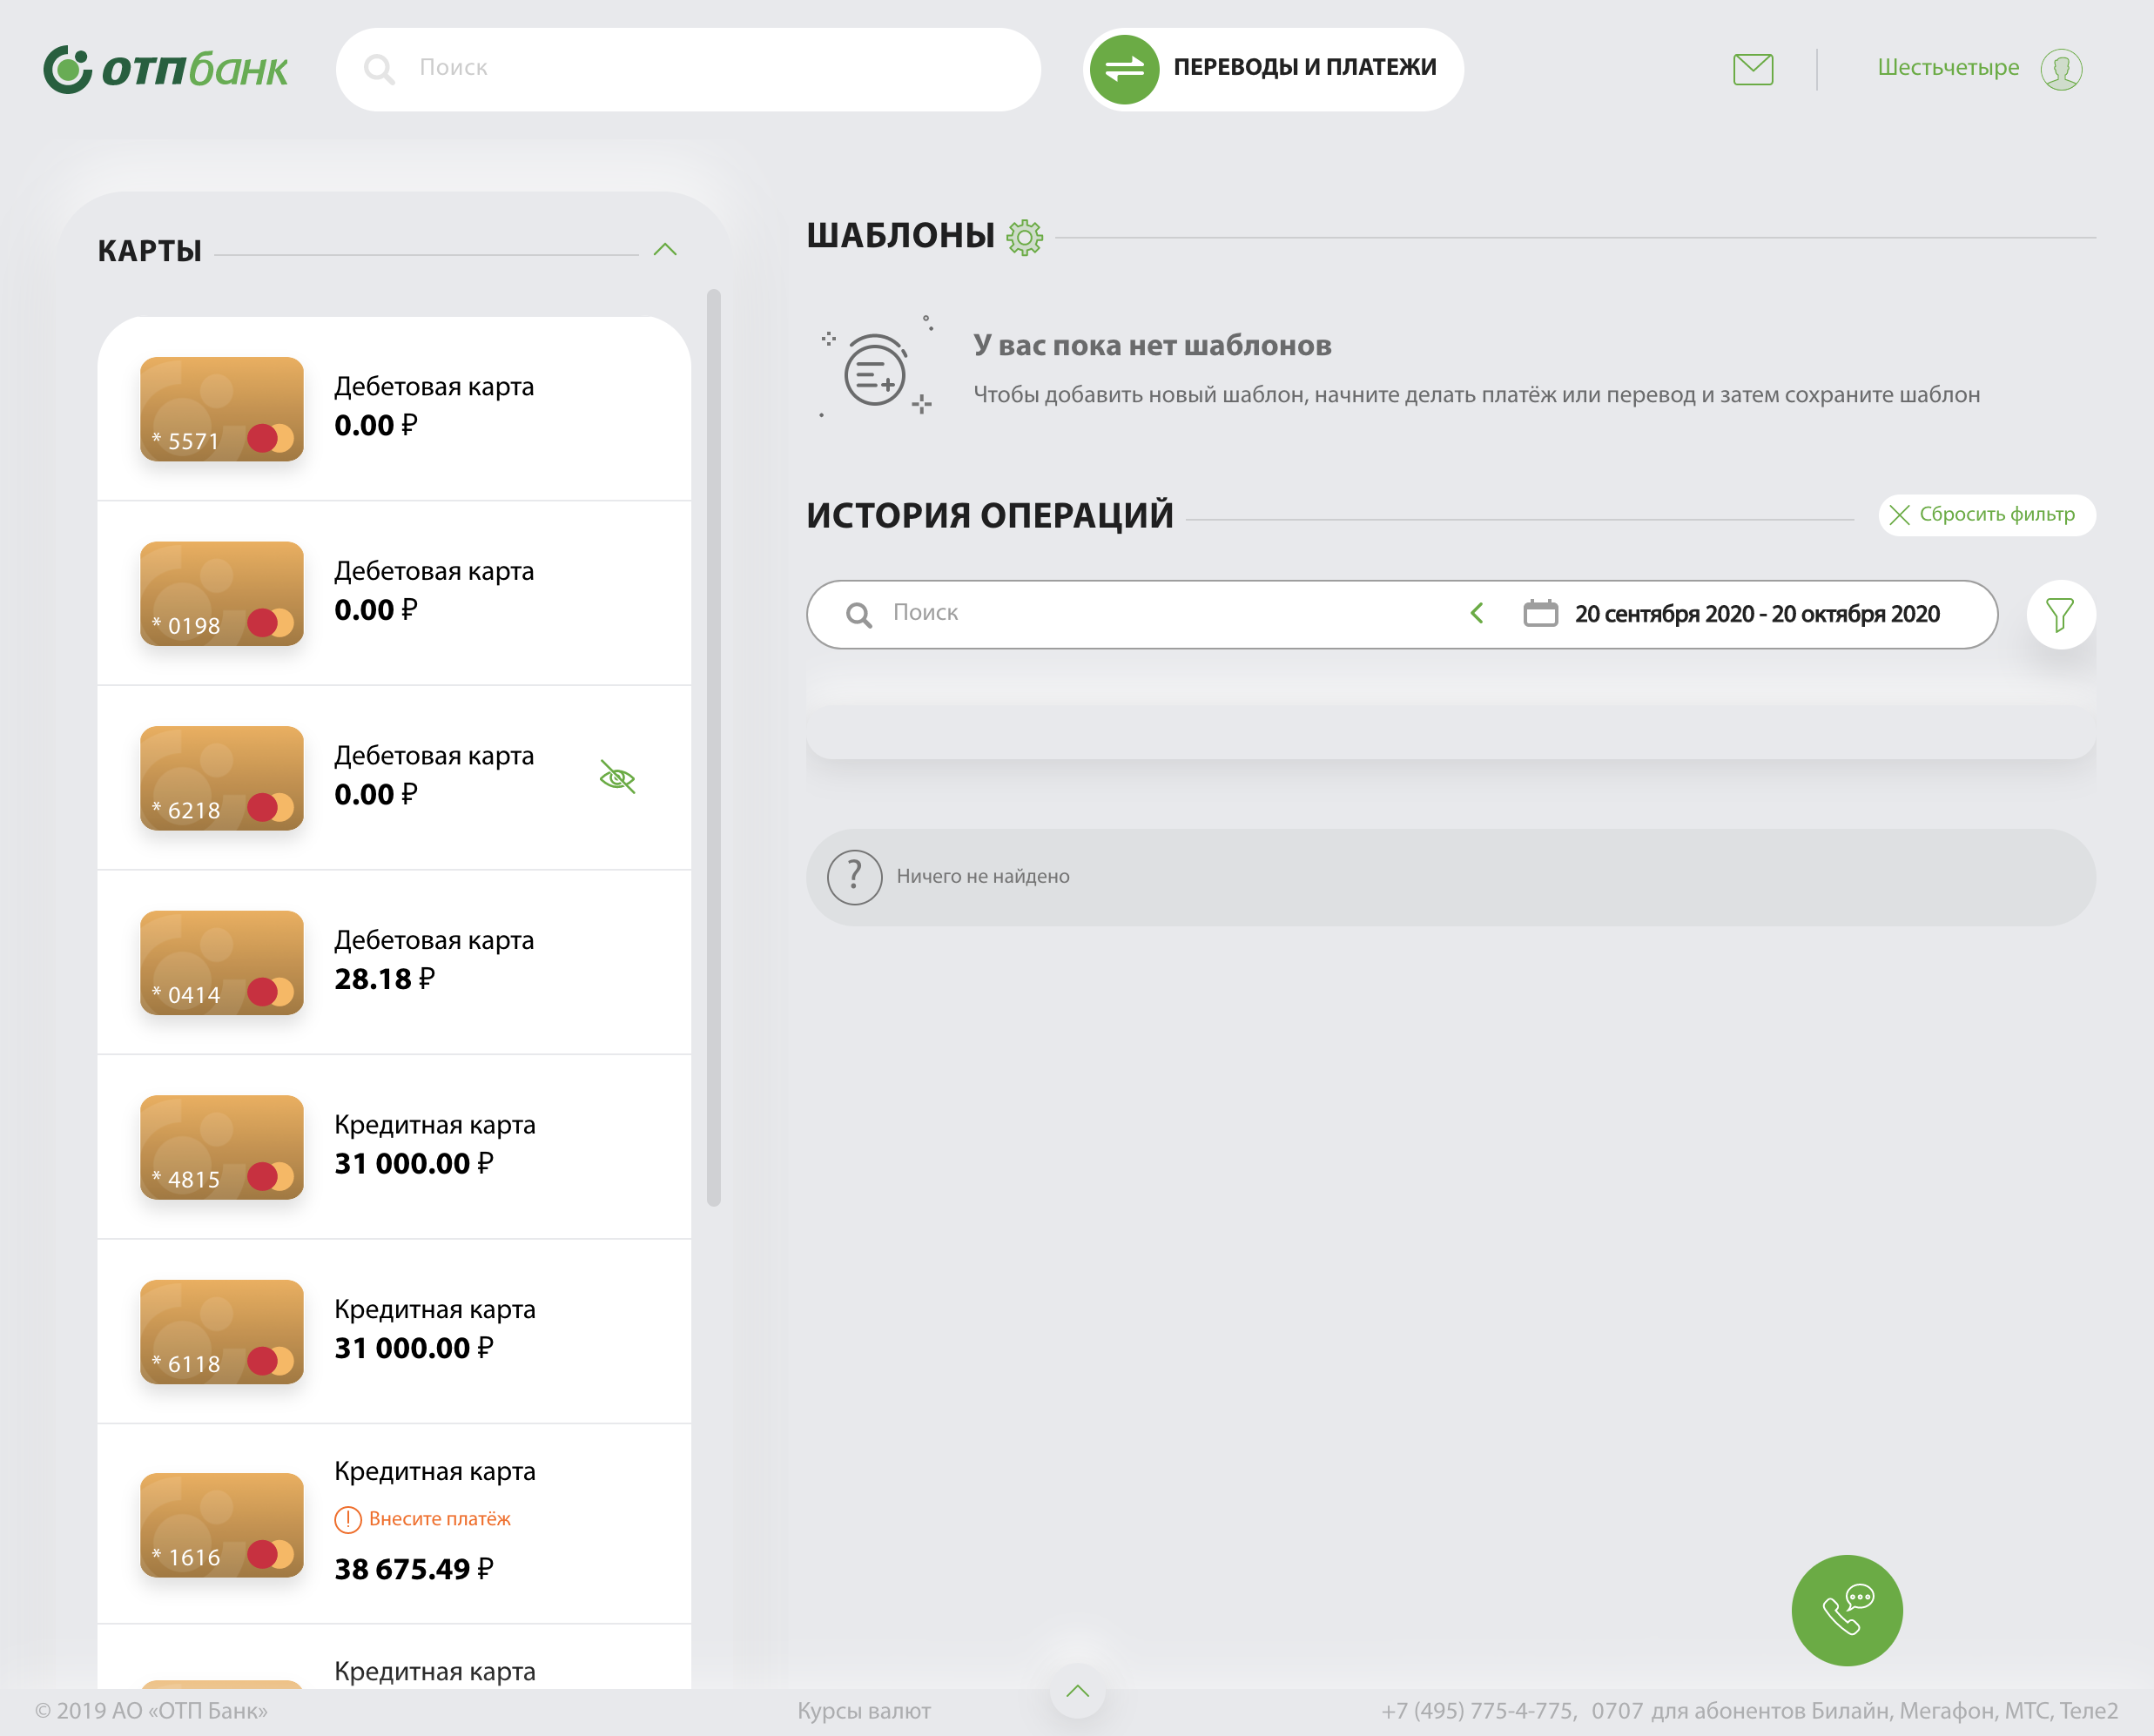 ОТПбанк
Поиск
ПЕРЕВОДЫ И ПЛАТЕЖИ
Шестьчетыре
КАРТЫ
* 5571
Дебетовая карта
0.00 ₽
* 0198
Дебетовая карта
0.00 ₽
* 6218
Дебетовая карта
0.00 ₽
* 0414
Дебетовая карта
28.18 ₽
* 4815
Кредитная карта
31 000.00 ₽
* 6118
Кредитная карта
31 000.00 ₽
* 1616
Кредитная карта
Внесите платёж
38 675.49 ₽
Кредитная карта
ШАБЛОНЫ
У вас пока нет шаблонов
Чтобы добавить новый шаблон, начните делать платёж или перевод и затем сохраните шаблон
ИСТОРИЯ ОПЕРАЦИЙ
Сбросить фильтр
Поиск
20 сентября 2020 - 20 октября 2020
?
Ничего не найдено
© 2019 АО «ОТП Банк»
Курсы валют
+7 (495) 775-4-775, 0707 для абонентов Билайн, Мегафон, МТС, Теле2